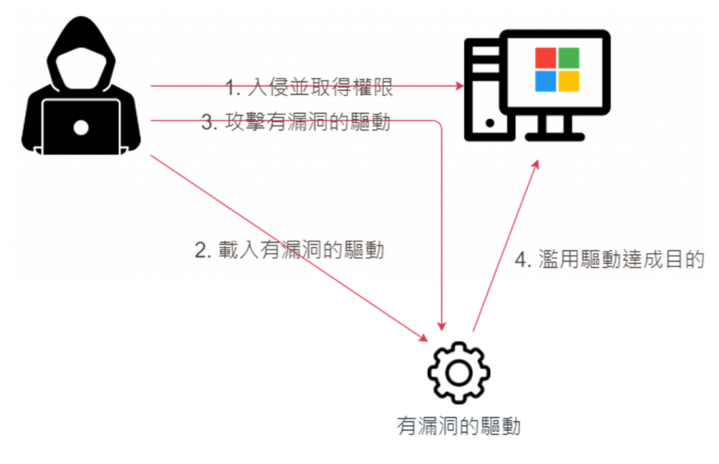 1. 入侵並取得權限
3. 攻擊有漏洞的驅動
2. 載入有漏洞的驅動
4. 濫用驅動達成目的
有漏洞的驅動